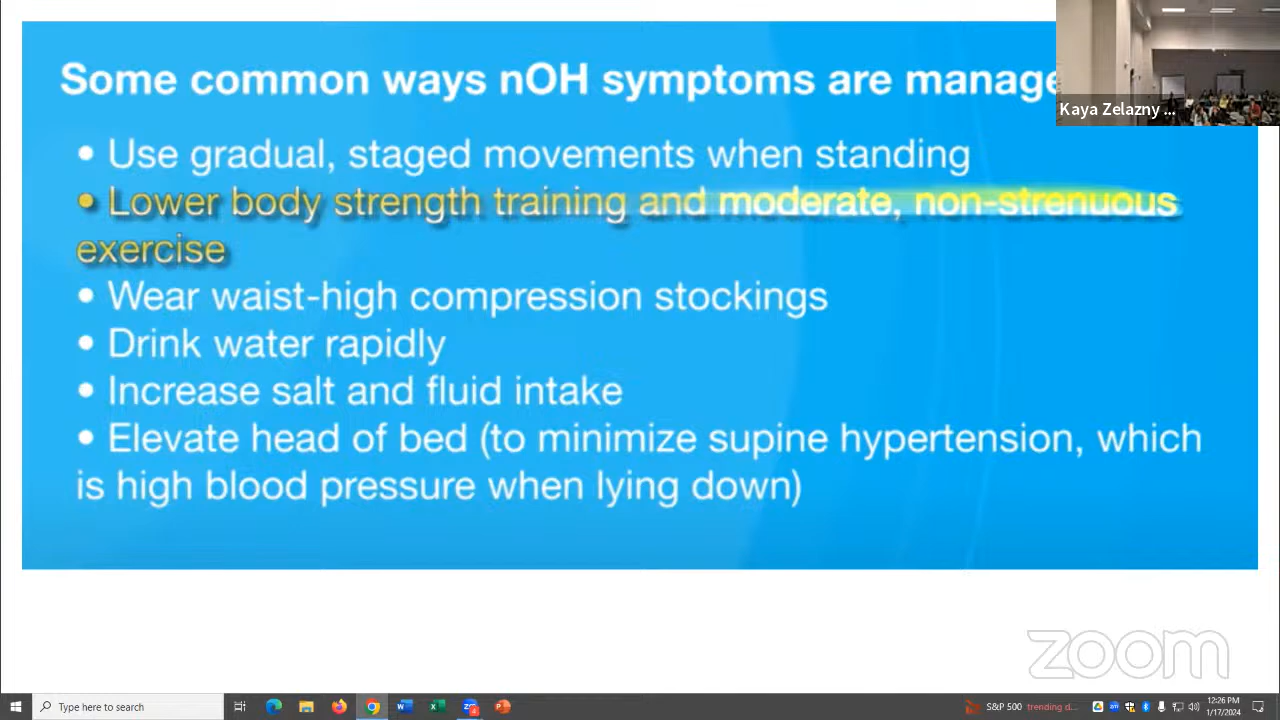 Some common ways nOH symptoms are manage
Kaya Zelazny ...
• Use gradual, staged movements when standing
• Lower body strength training and moderate, non-strenuous
exercise
• Wear waist-high compression stockings
• Drink water rapidly
• Increase salt and fluid intake
• Elevate head of bed (to minimize supine hypertension, which
is high blood pressure when lying down)
zoom
Type here to search
S&P 500 trending d...
12:26 PM
1/17/2024